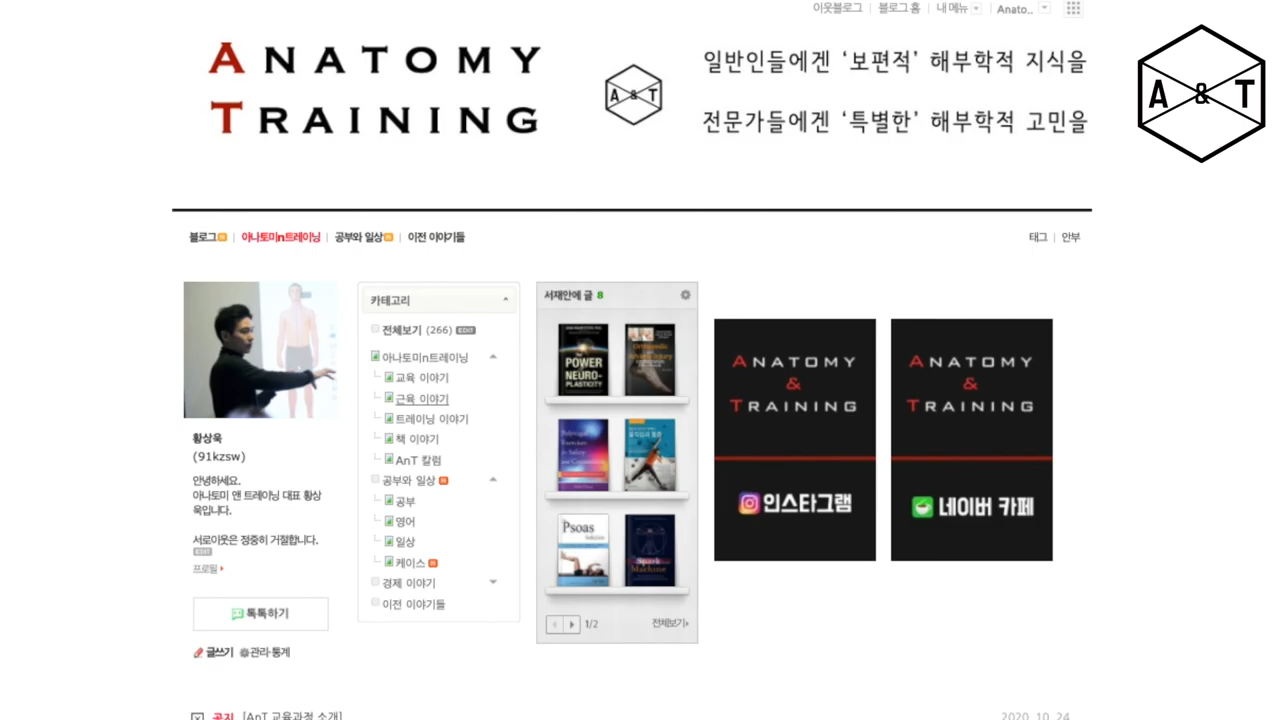 이웃블로그 | 블로그 홈 | 내 메뉴 | Anato..
ANATOMY
TRAINING
A & T
일반인들에겐 ‘보편적’ 해부학적 지식을
전문가들에겐 ‘특별한’ 해부학적 고민을
A & T
블로그 | 아나토미n트레이닝 | 공부와 일상 | 이전 이야기들
태그 | 안부
황상욱
(91kzsw)
안녕하세요.
아나토미 앤 트레이닝 대표 황상
욱입니다.
서로이웃은 정중히 거절합니다.
EDIT
프로필
톡톡하기
글쓰기 관리·통계
카테고리
전체보기 (266) EDIT
아나토미n트레이닝
교육 이야기
근육 이야기
트레이닝 이야기
책 이야기
AnT 칼럼
공부와 일상
공부
영어
일상
케이스
경제 이야기
이전 이야기들
서재안에 글 8
POWER
NEURO-
PLASTICITY
Psoas
Spark
Machine
1/2 전체보기
ANATOMY
&
TRAINING
인스타그램
ANATOMY
&
TRAINING
네이버 카페
공지 [AnT 교육과정 소개] 2020. 10. 24